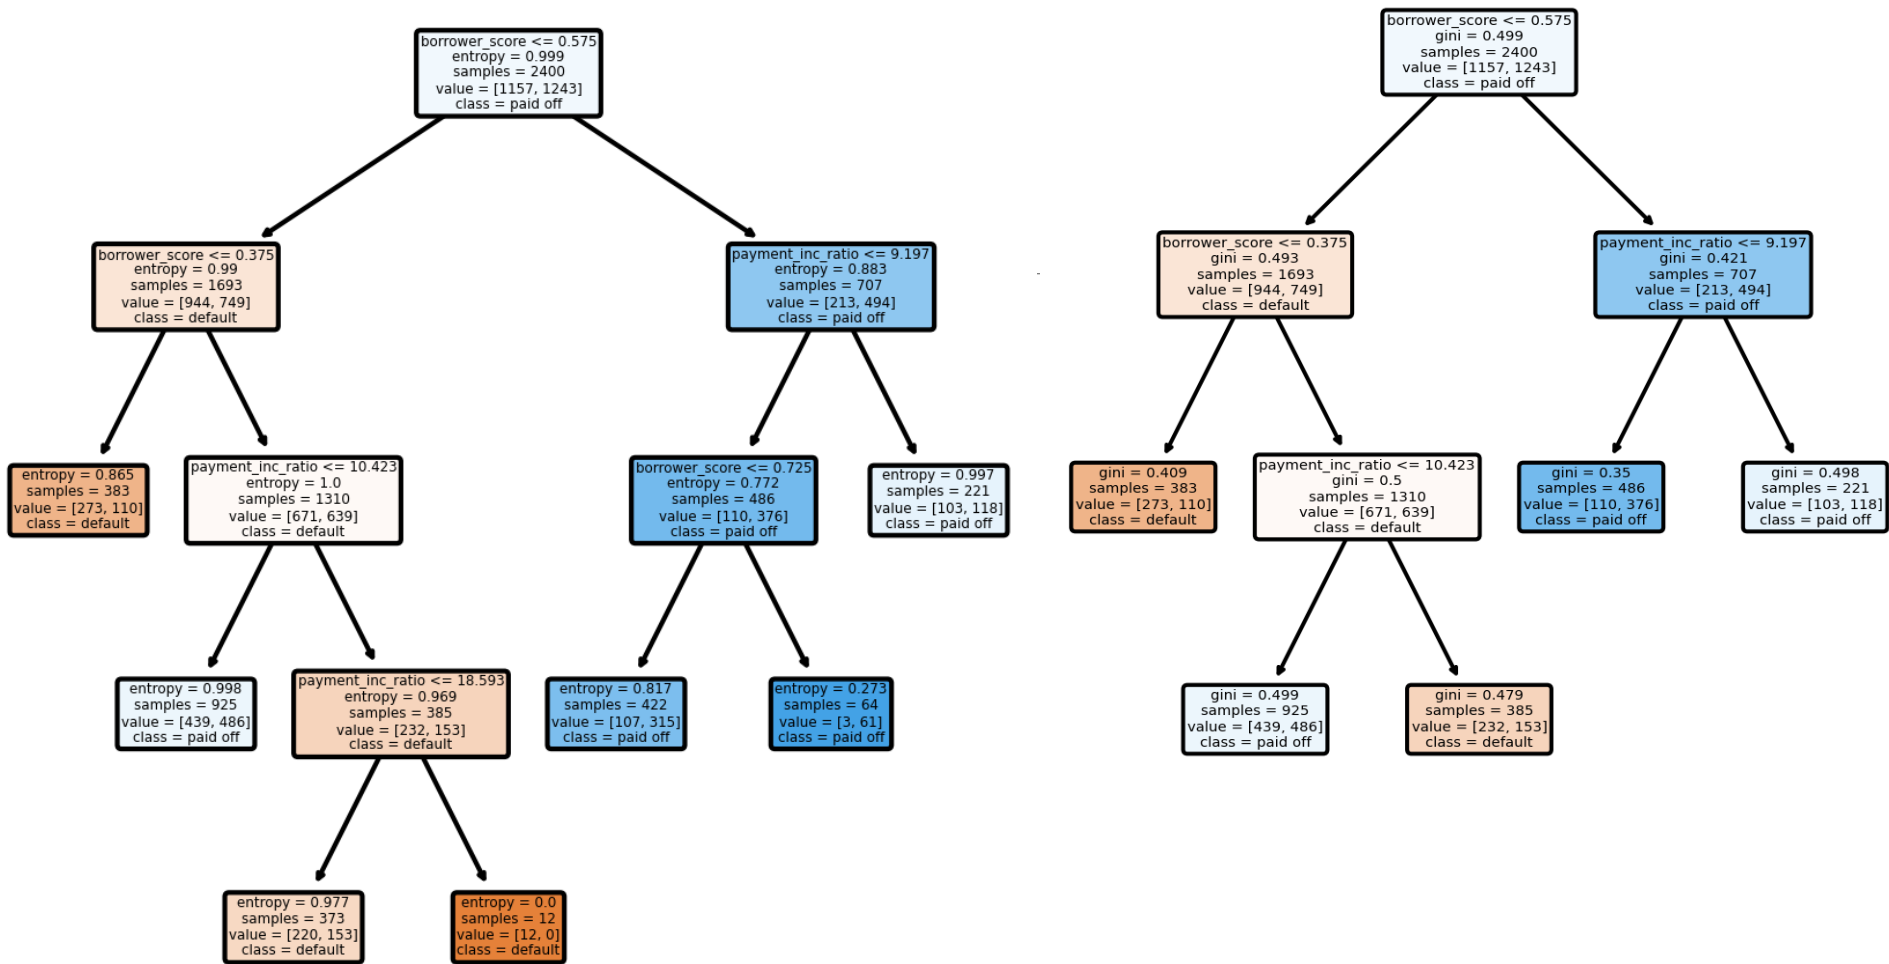 borrower_score <= 0.575
entropy = 0.999
samples = 2400
value = [1157, 1243]
class = paid off
borrower_score <= 0.375
entropy = 0.99
samples = 1693
value = [944, 749]
class = default
payment_inc_ratio <= 9.197
entropy = 0.883
samples = 707
value = [213, 494]
class = paid off
entropy = 0.865
samples = 383
value = [273, 110]
class = default
payment_inc_ratio <= 10.423
entropy = 1.0
samples = 1310
value = [671, 639]
class = default
borrower_score <= 0.725
entropy = 0.772
samples = 486
value = [110, 376]
class = paid off
entropy = 0.997
samples = 221
value = [103, 118]
class = paid off
entropy = 0.998
samples = 925
value = [439, 486]
class = paid off
payment_inc_ratio <= 18.593
entropy = 0.969
samples = 385
value = [232, 153]
class = default
entropy = 0.817
samples = 422
value = [107, 315]
class = paid off
entropy = 0.273
samples = 64
value = [3, 61]
class = paid off
entropy = 0.977
samples = 373
value = [220, 153]
class = default
entropy = 0.0
samples = 12
value = [12, 0]
class = default
borrower_score <= 0.575
gini = 0.499
samples = 2400
value = [1157, 1243]
class = paid off
borrower_score <= 0.375
gini = 0.493
samples = 1693
value = [944, 749]
class = default
payment_inc_ratio <= 9.197
gini = 0.421
samples = 707
value = [213, 494]
class = paid off
gini = 0.409
samples = 383
value = [273, 110]
class = default
payment_inc_ratio <= 10.423
gini = 0.5
samples = 1310
value = [671, 639]
class = default
gini = 0.35
samples = 486
value = [110, 376]
class = paid off
gini = 0.498
samples = 221
value = [103, 118]
class = paid off
gini = 0.499
samples = 925
value = [439, 486]
class = paid off
gini = 0.479
samples = 385
value = [232, 153]
class = default